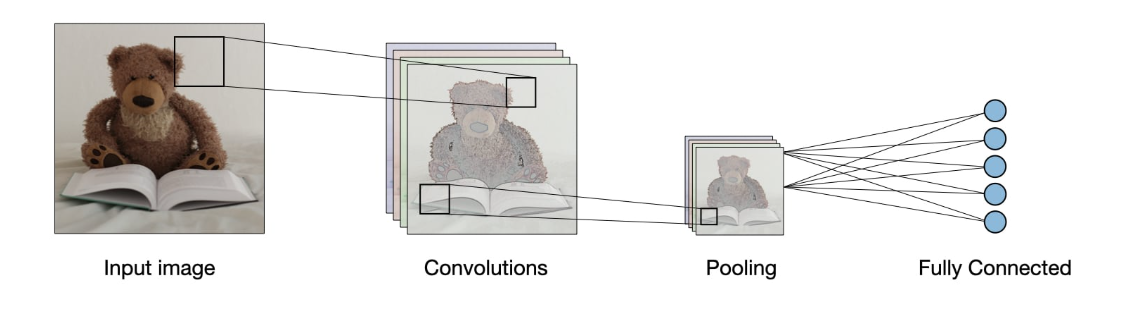 Input image
Convolutions
Pooling
Fully Connected